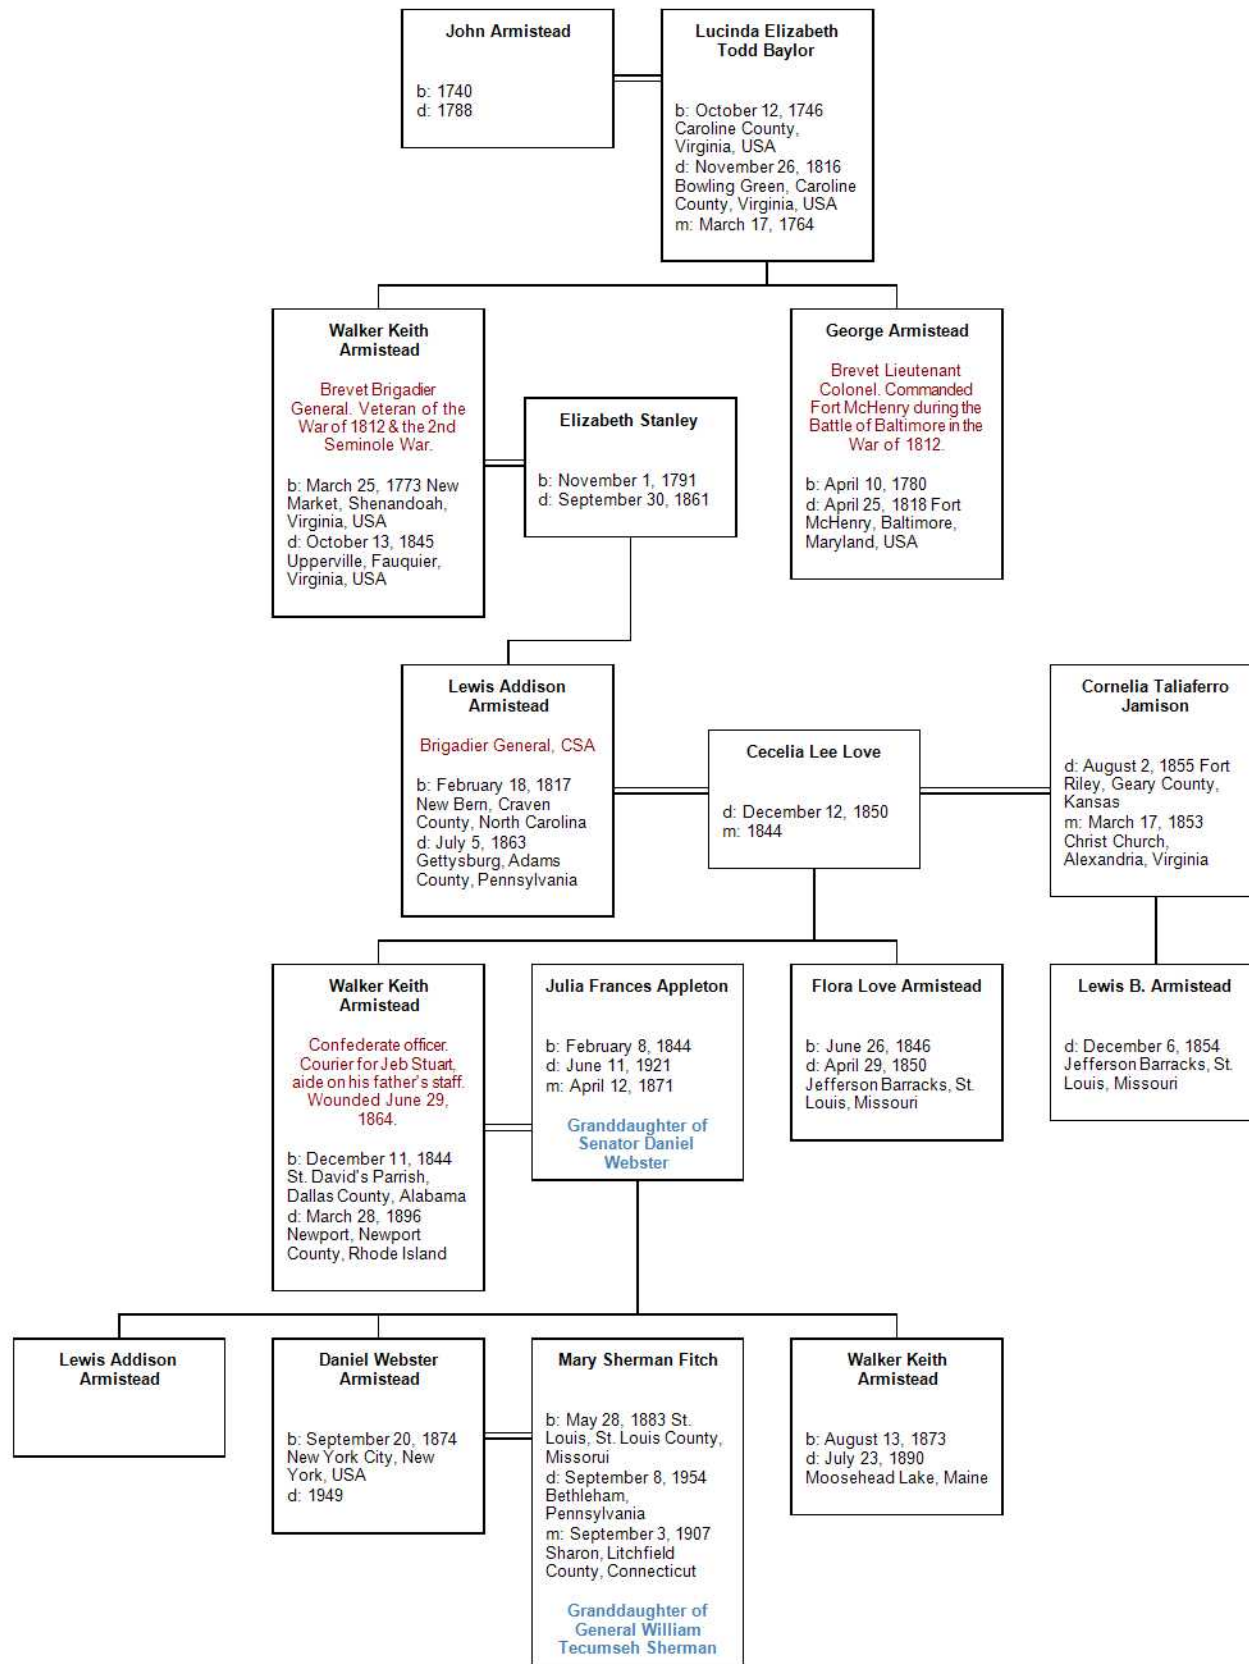 John Armistead
b: 1740
d: 1788
Lucinda Elizabeth
Todd Baylor
b: October 12, 1746
Caroline County,
Virginia, USA
d: November 26, 1816
Bowling Green, Caroline
County, Virginia, USA
m: March 17, 1764
Walker Keith
Armistead
Brevet Brigadier
General. Veteran of the
War of 1812 & the 2nd
Seminole War.
b: March 25, 1773 New
Market, Shenandoah,
Virginia, USA
d: October 13, 1845
Upperville, Fauquier,
Virginia, USA
Elizabeth Stanley
b: November 1, 1791
d: September 30, 1861
George Armistead
Brevet Lieutenant
Colonel. Commanded
Fort McHenry during the
Battle of Baltimore in the
War of 1812.
b: April 10, 1780
d: April 25, 1818 Fort
McHenry, Baltimore,
Maryland, USA
Lewis Addison
Armistead
Brigadier General, CSA
b: February 18, 1817
New Bern, Craven
County, North Carolina
d: July 5, 1863
Gettysburg, Adams
County, Pennsylvania
Cecelia Lee Love
d: December 12, 1850
m: 1844
Cornelia Taliaferro
Jamison
d: August 2, 1855 Fort
Riley, Geary County,
Kansas
m: March 17, 1853
Christ Church,
Alexandria, Virginia
Walker Keith
Armistead
Confederate officer.
Courier for Jeb Stuart,
aide on his father's staff.
Wounded June 29,
1864.
b: December 11, 1844
St. David's Parrish,
Dallas County, Alabama
d: March 28, 1896
Newport, Newport
County, Rhode Island
Julia Frances Appleton
b: February 8, 1844
d: June 11, 1921
m: April 12, 1871
Granddaughter of
Senator Daniel
Webster
Flora Love Armistead
b: June 26, 1846
d: April 29, 1850
Jefferson Barracks, St.
Louis, Missouri
Lewis B. Armistead
d: December 6, 1854
Jefferson Barracks, St.
Louis, Missouri
Lewis Addison
Armistead
Daniel Webster
Armistead
b: September 20, 1874
New York City, New
York, USA
d: 1949
Mary Sherman Fitch
b: May 28, 1883 St.
Louis, St. Louis County,
Missorui
d: September 8, 1954
Bethleham,
Pennsylvania
m: September 3, 1907
Sharon, Litchfield
County, Connecticut
Granddaughter of
General William
Tecumseh Sherman
Walker Keith
Armistead
b: August 13, 1873
d: July 23, 1890
Moosehead Lake, Maine